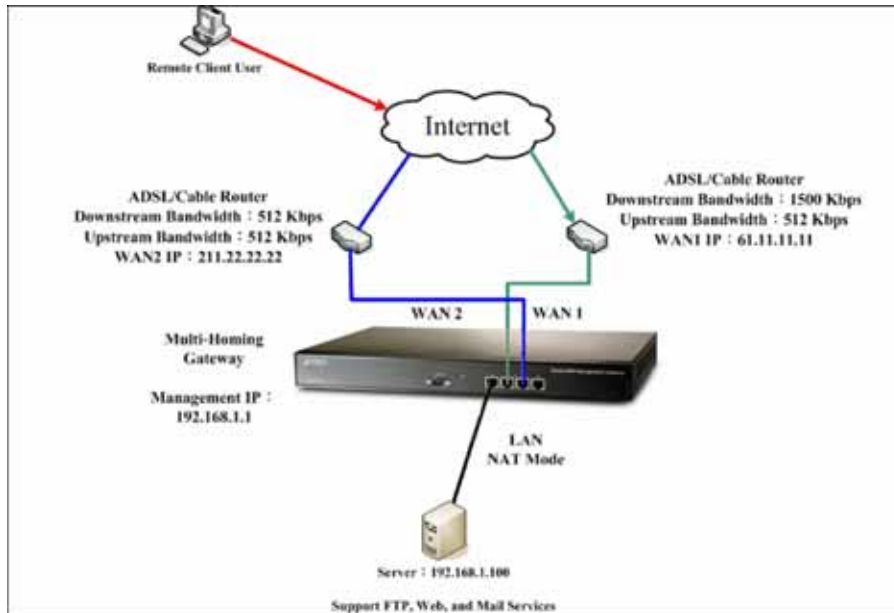 Remote Client User
Internet
ADSL/Cable Router
Downstream Bandwidth：512 Kbps
Upstream Bandwidth：512 Kbps
WAN2 IP：211.22.22.22
ADSL/Cable Router
Downstream Bandwidth：1500 Kbps
Upstream Bandwidth：512 Kbps
WAN1 IP：61.11.11.11
WAN 2
WAN 1
Multi-Homing
Gateway
Management IP：
192.168.1.1
LAN
NAT Mode
Server：192.168.1.100
Support FTP, Web, and Mail Services